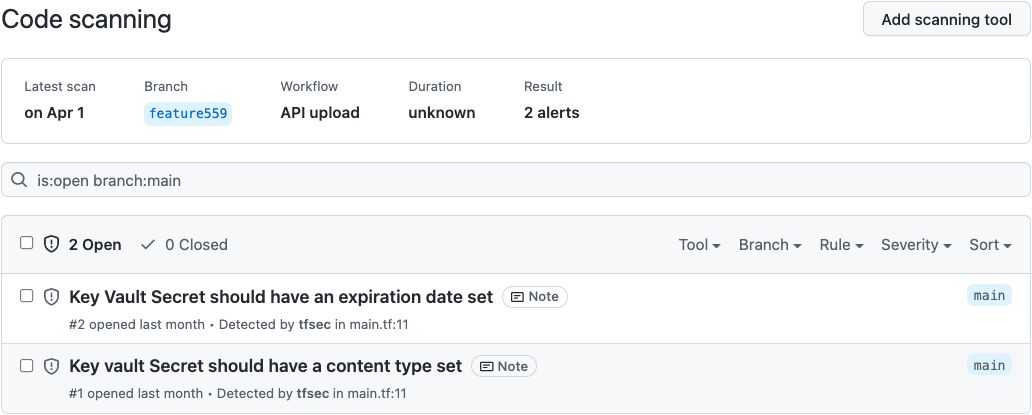 Code scanning
Add scanning tool
Latest scan Branch Workflow Duration Result
on Apr 1 feature559 API upload unknown 2 alerts
is:open branch:main
2 Open 0 Closed Tool Branch Rule Severity Sort
Key Vault Secret should have an expiration date set Note main
#2 opened last month • Detected by tfsec in main.tf:11
Key vault Secret should have a content type set Note main
#1 opened last month • Detected by tfsec in main.tf:11